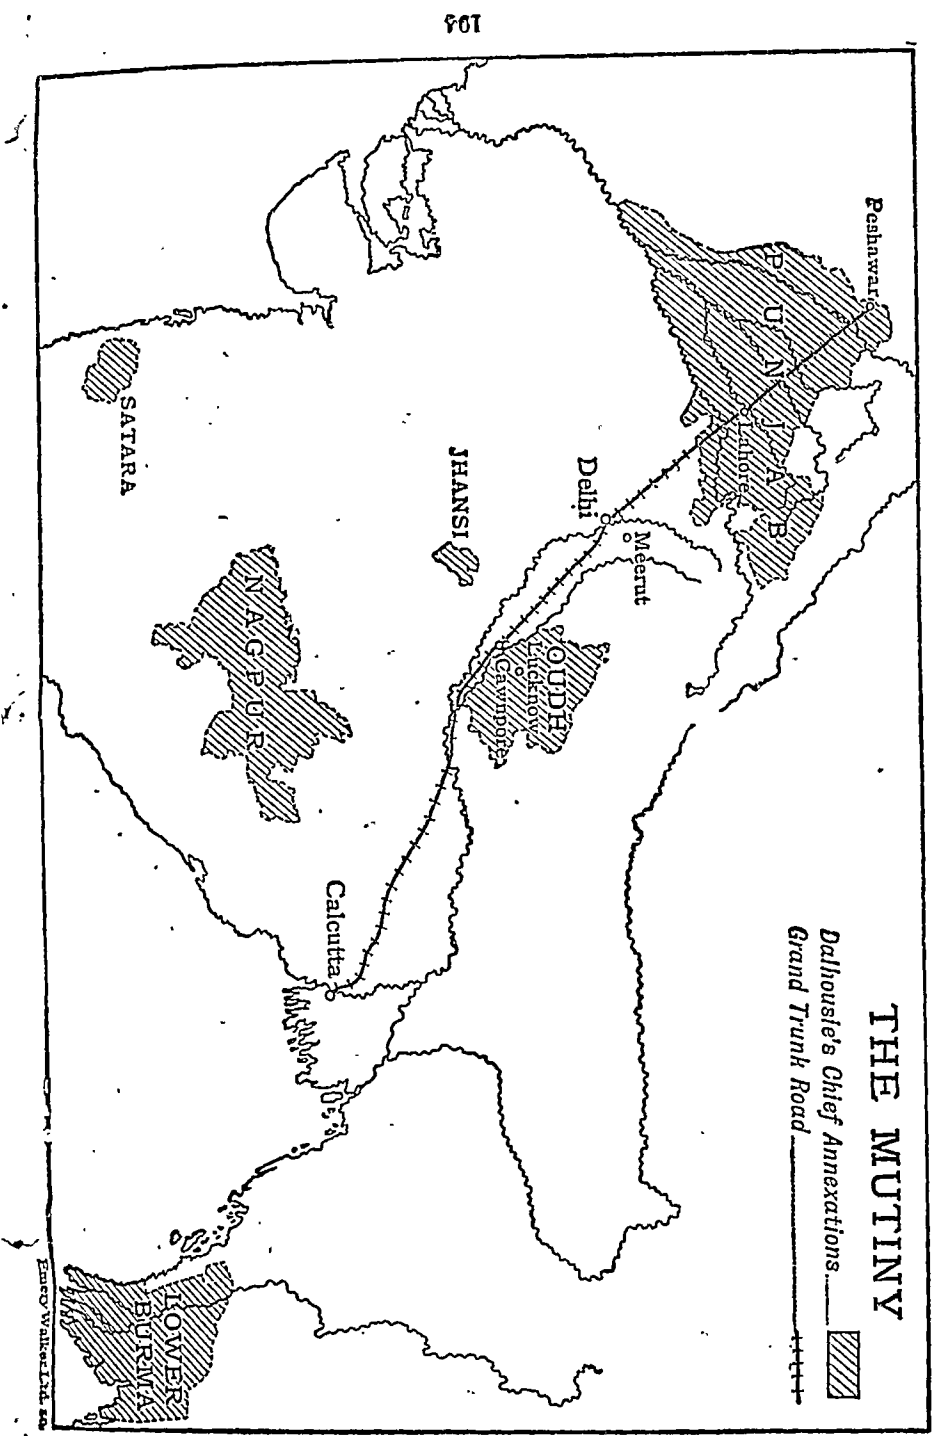 104
THE MUTINY
Dalhousie's Chief Annexations
Grand Trunk Road
Peshawar
PUNJAB
Lahore
Delhi
Meerut
JHANSI
OUDH
Lucknow
Cawnpore
SATARA
NAGPUR
Calcutta
LOWER
BURMA
Emery Walker Ltd. sc.